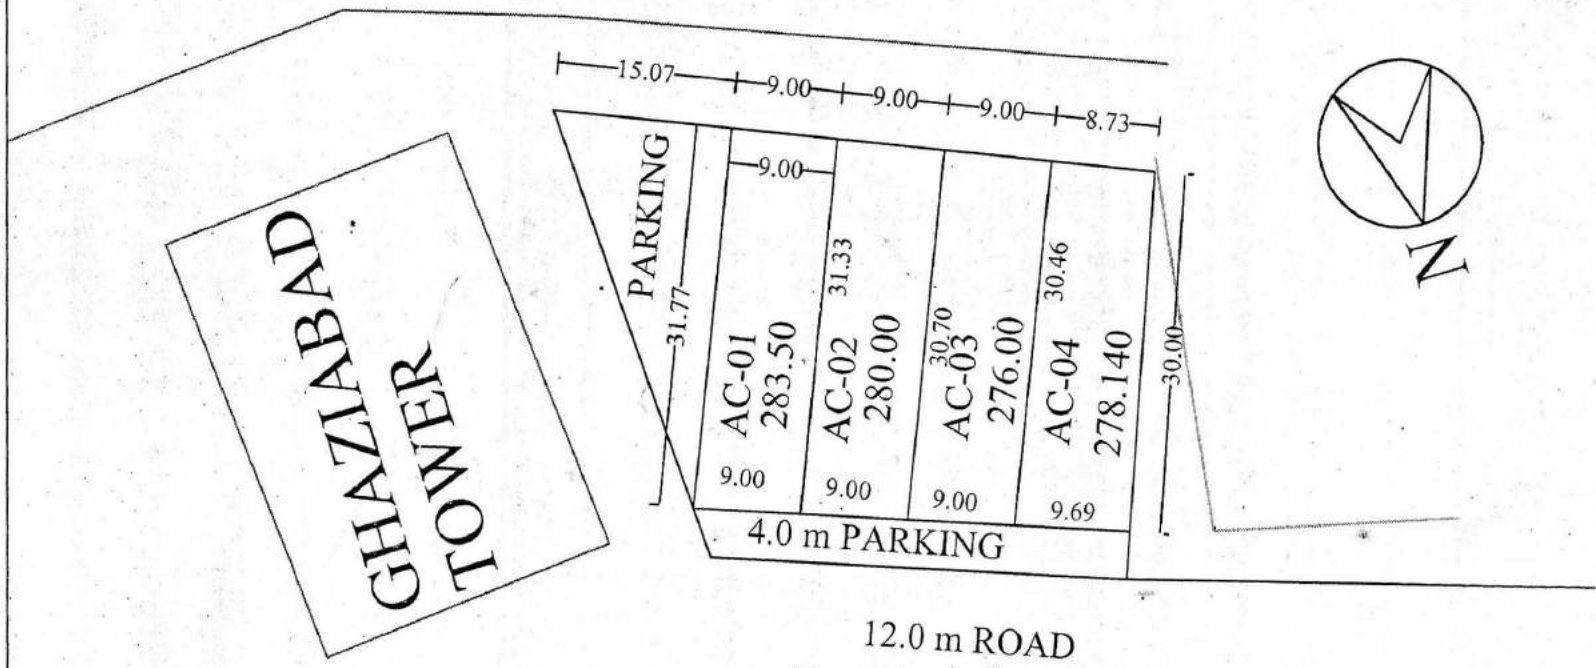 15.07
9.00
9.00
9.00
8.73
9.00
PARKING
31.77
31.33
30.70
30.46
30.00
AC-01
283.50
AC-02
280.00
AC-03
276.00
AC-04
278.140
9.00
9.00
9.00
9.69
4.0 m PARKING
12.0 m ROAD
GHAZIABAD
TOWER
N